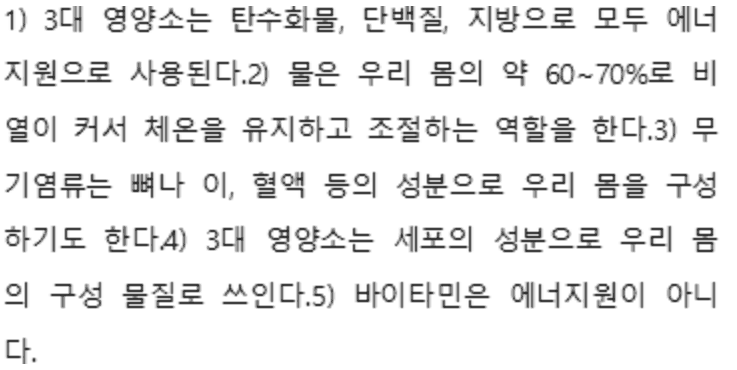 1) 3대 영양소는 탄수화물, 단백질, 지방으로 모두 에너
지원으로 사용된다.2) 물은 우리 몸의 약 60~70%로 비
열이 커서 체온을 유지하고 조절하는 역할을 한다.3) 무
기염류는 뼈나 이, 혈액 등의 성분으로 우리 몸을 구성
하기도 한다.4) 3대 영양소는 세포의 성분으로 우리 몸
의 구성 물질로 쓰인다.5) 바이타민은 에너지원이 아니
다.